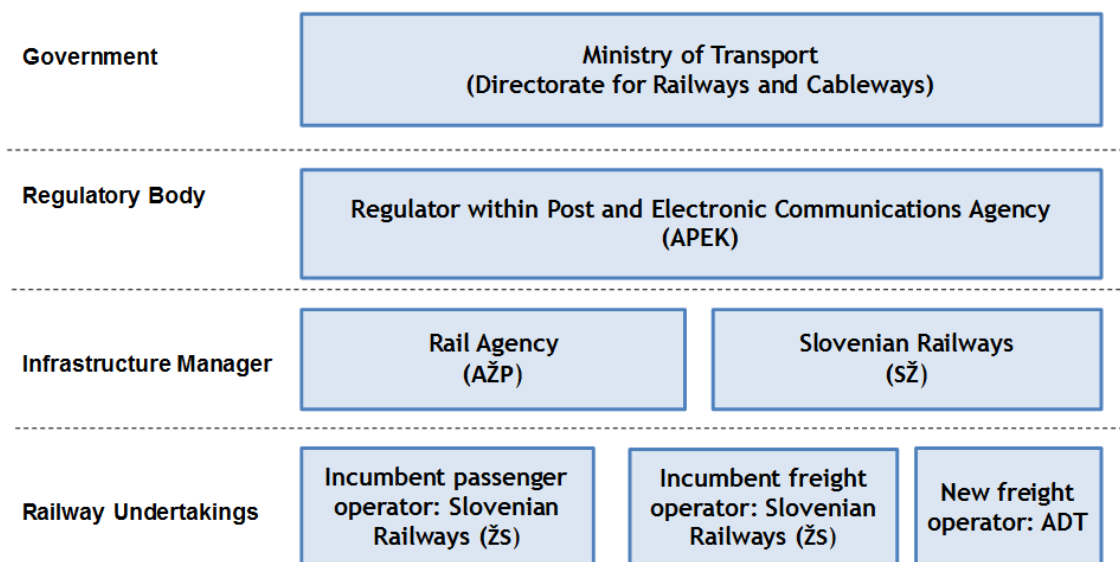 Government
Ministry of Transport
(Directorate for Railways and Cableways)
Regulatory Body
Regulator within Post and Electronic Communications Agency
(APEK)
Infrastructure Manager
Rail Agency
(AŽP)
Slovenian Railways
(SŽ)
Railway Undertakings
Incumbent passenger
operator: Slovenian
Railways (ŽS)
Incumbent freight
operator: Slovenian
Railways (ŽS)
New freight
operator: ADT